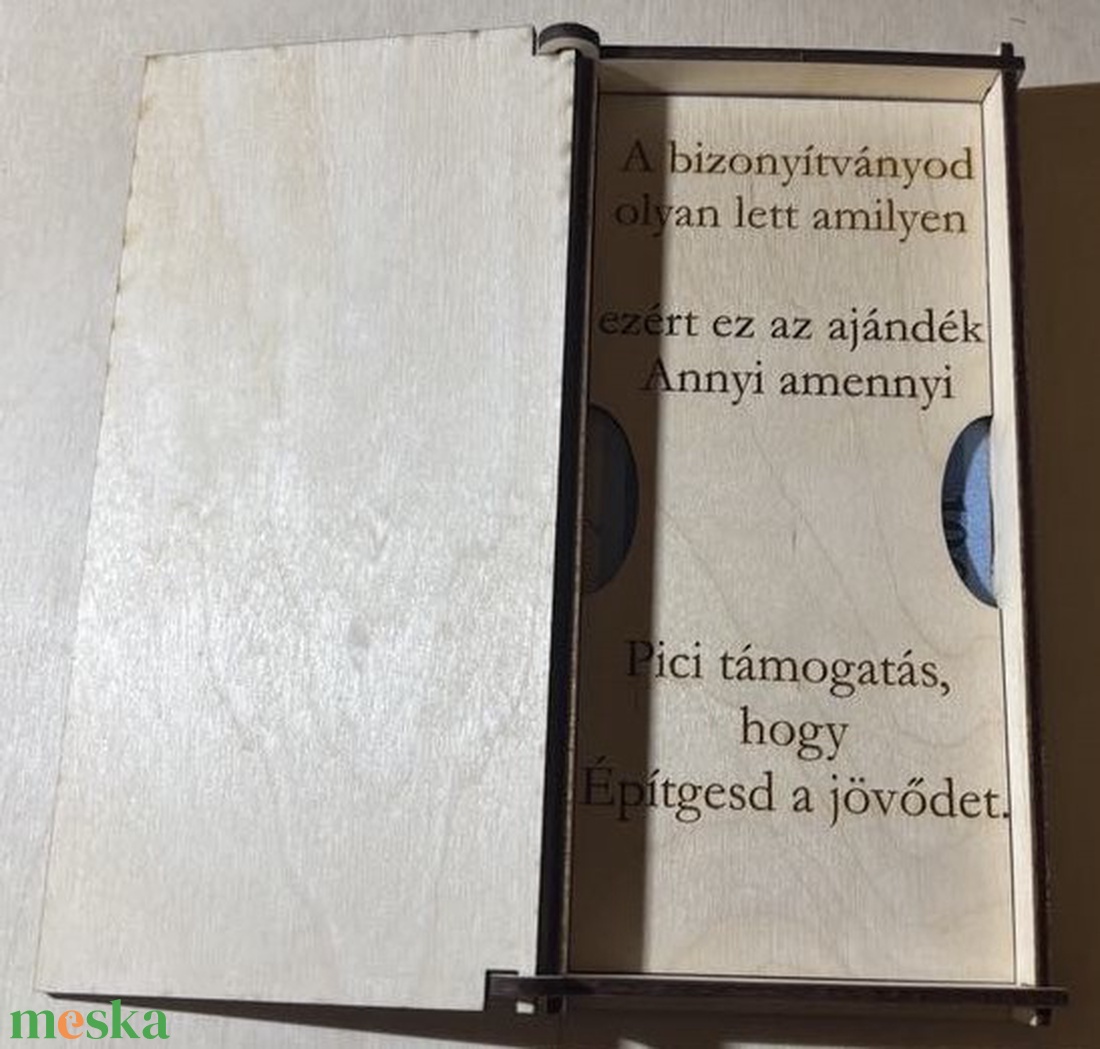 A bizonyítványod
olyan lett amilyen
ezért ez az ajándék
Annyi amennyi
Pici támogatás,
hogy
Építgesd a jövődet.
meska